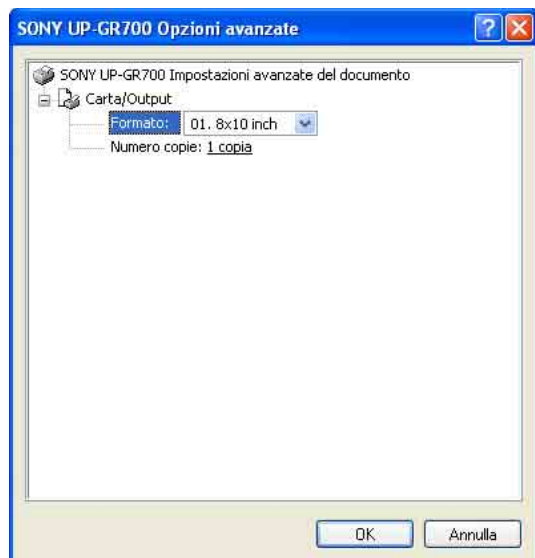 SONY UP-GR700 Opzioni avanzate
SONY UP-GR700 Impostazioni avanzate del documento
Carta/Output
Formato: 01. 8x10 inch
Numero copie: 1 copia
OK Annulla